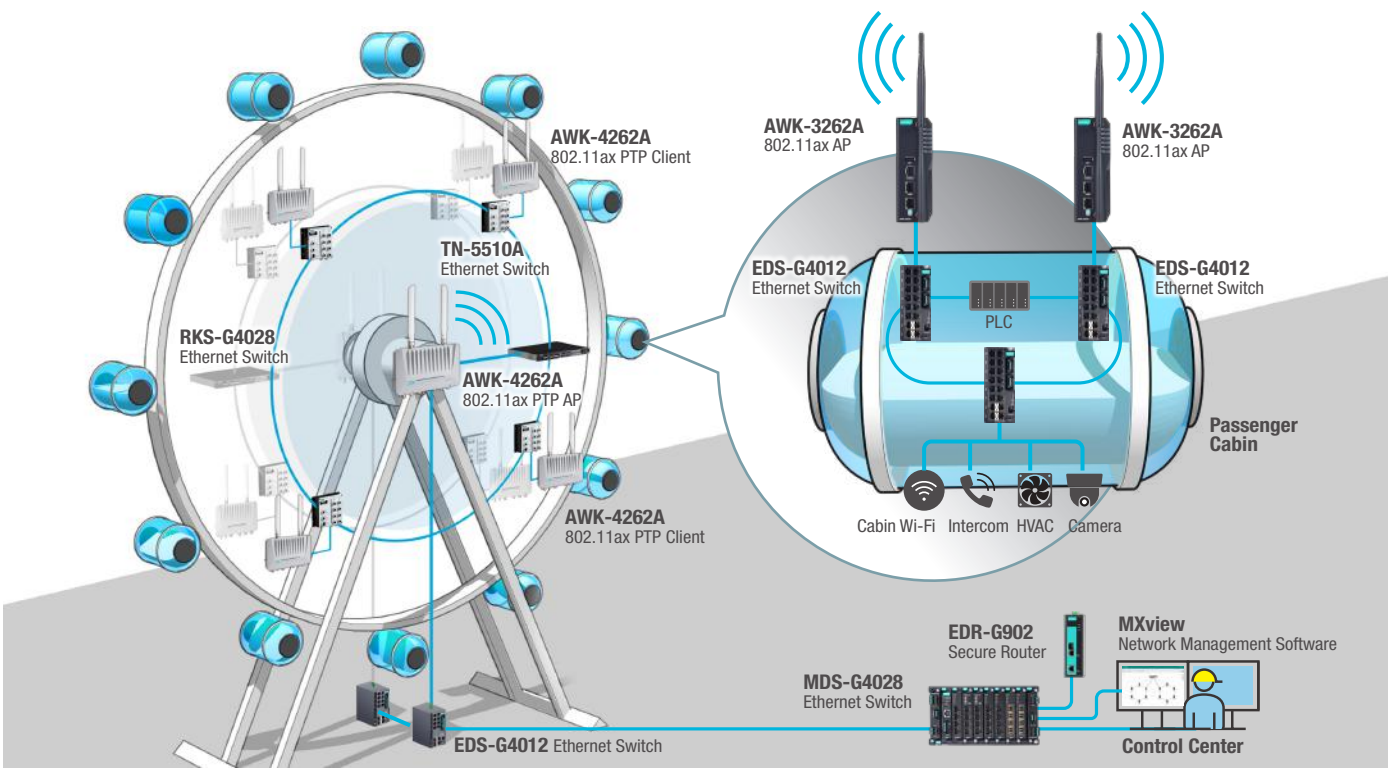 AWK-4262A
802.11ax PTP Client
TN-5510A
Ethernet Switch
RKS-G4028
Ethernet Switch
AWK-4262A
802.11ax PTP AP
AWK-4262A
802.11ax PTP Client
EDS-G4012 Ethernet Switch
AWK-3262A
802.11ax AP
AWK-3262A
802.11ax AP
EDS-G4012
Ethernet Switch
EDS-G4012
Ethernet Switch
PLC
Passenger
Cabin
Cabin Wi-Fi Intercom HVAC Camera
EDR-G902
Secure Router
MXview
Network Management Software
MDS-G4028
Ethernet Switch
Control Center